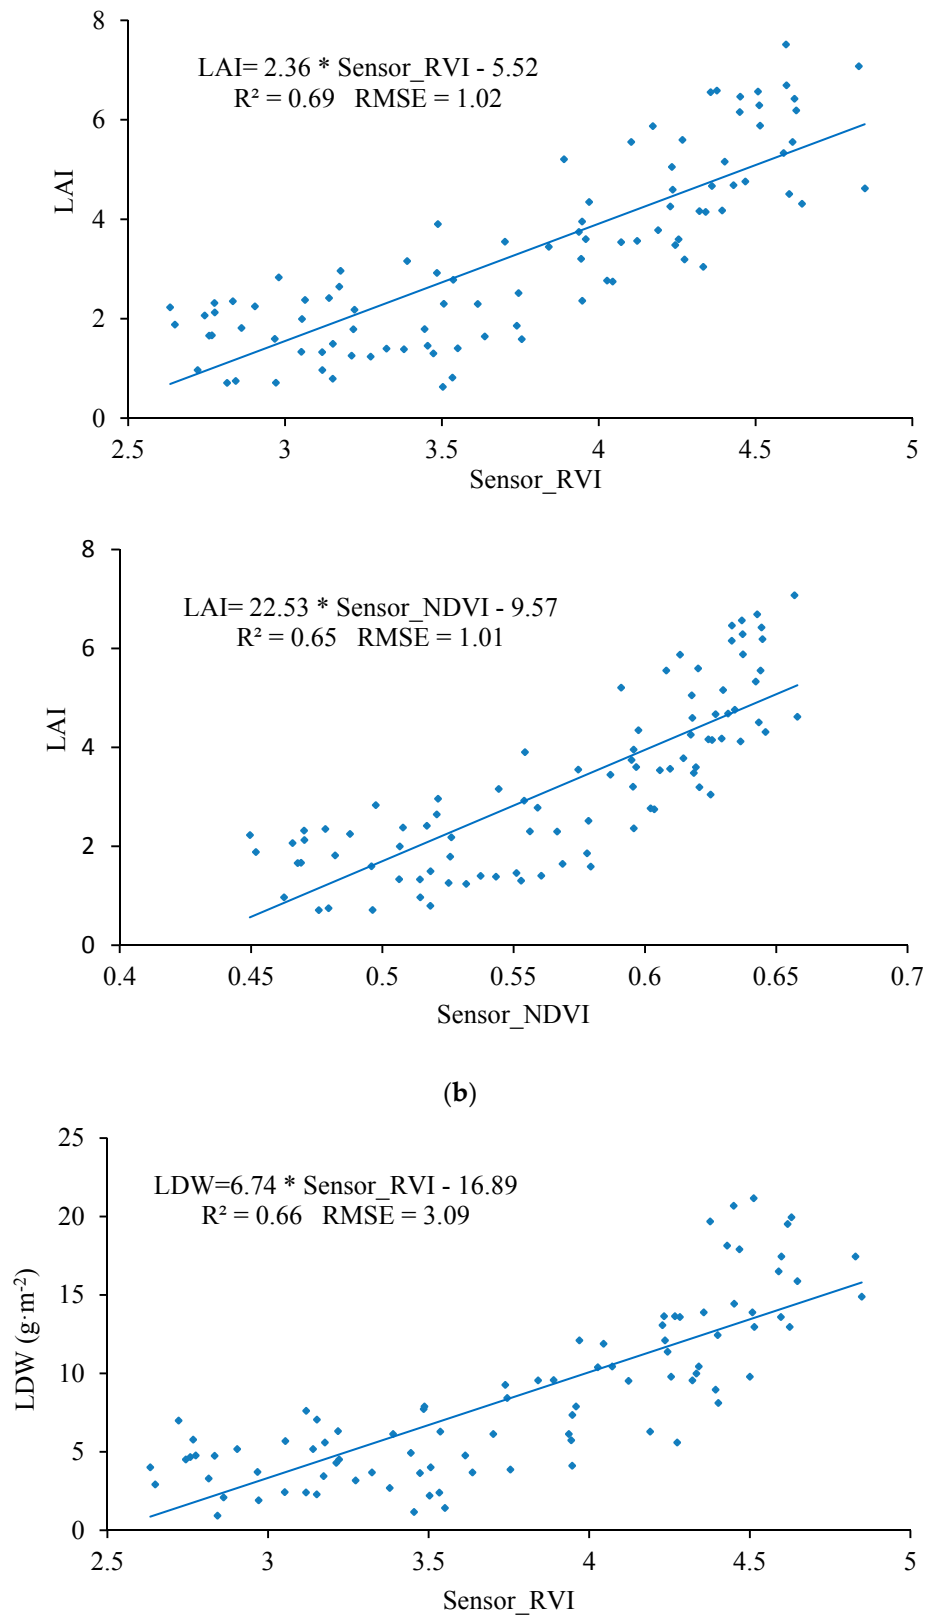 8
6
4
2
0
LAI
LAI= 2.36 * Sensor_RVI - 5.52
R² = 0.69 RMSE = 1.02
2.5 3 3.5 4 4.5 5
Sensor_RVI
8
6
4
2
0
LAI
LAI= 22.53 * Sensor_NDVI - 9.57
R² = 0.65 RMSE = 1.01
0.4 0.45 0.5 0.55 0.6 0.65 0.7
Sensor_NDVI
(b)
25
20
15
10
5
0
LDW (g·m⁻²)
LDW=6.74 * Sensor_RVI - 16.89
R² = 0.66 RMSE = 3.09
2.5 3 3.5 4 4.5 5
Sensor_RVI